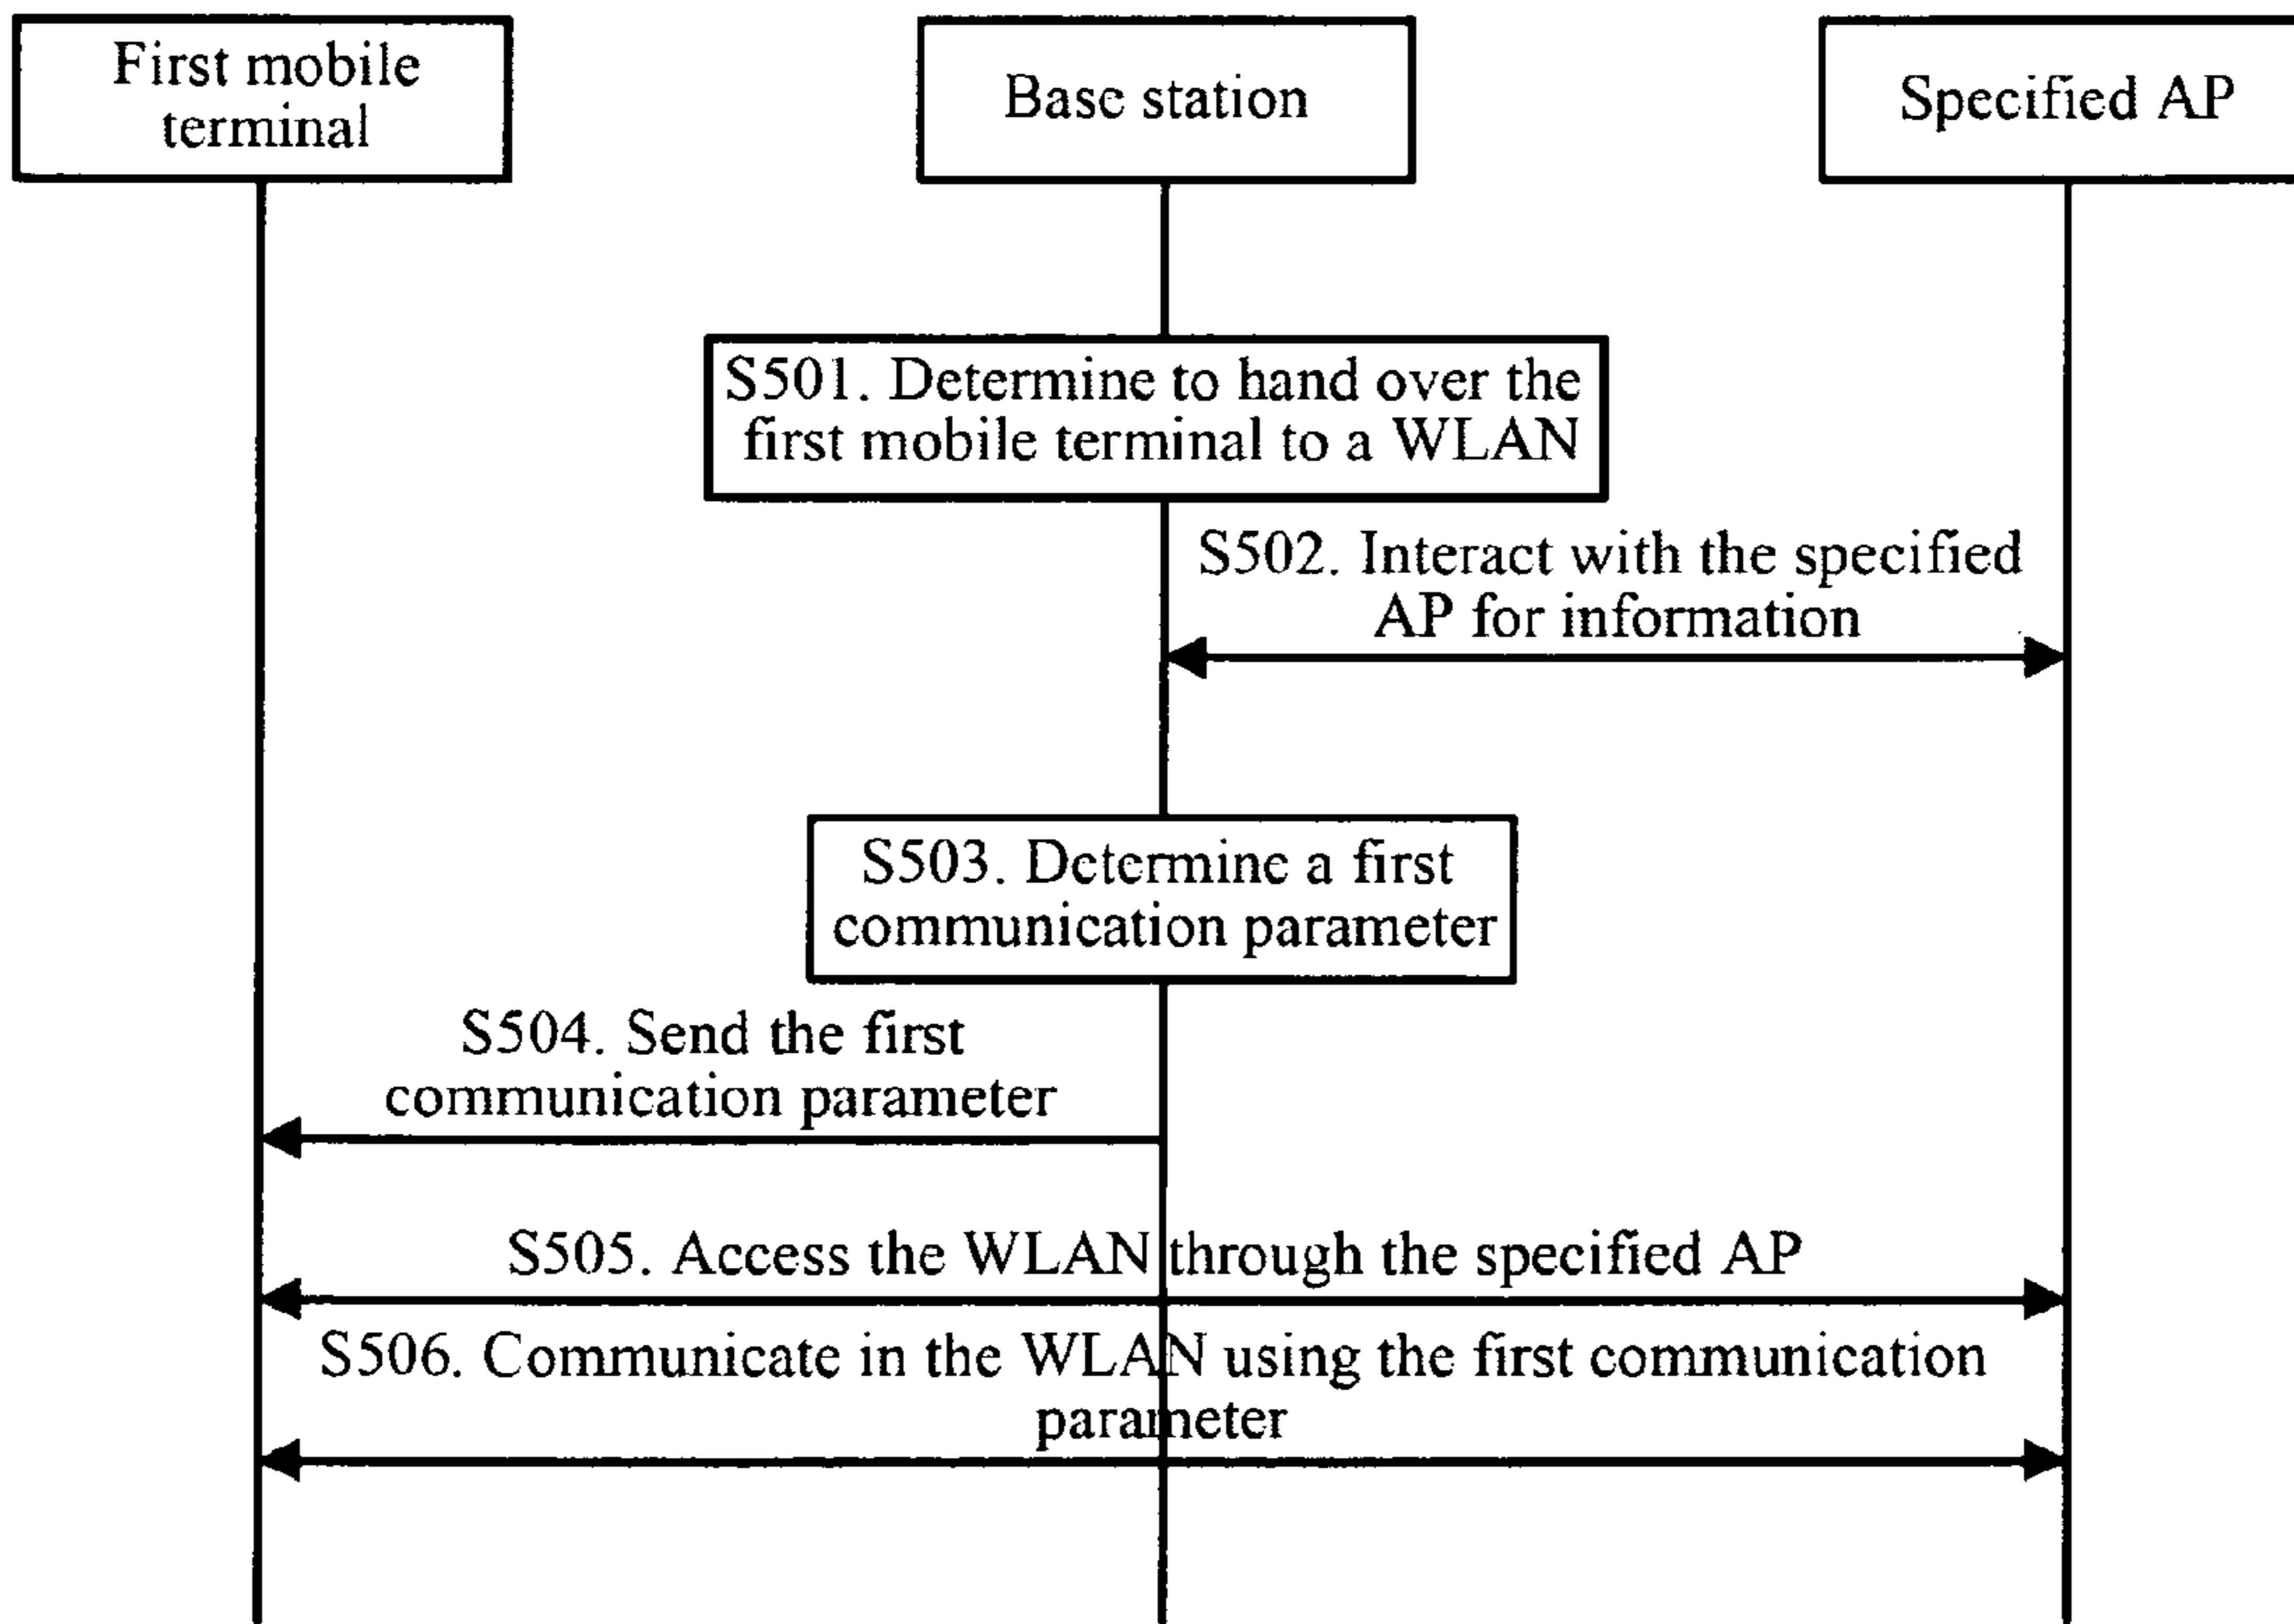 First mobile
terminal
Base station
Specified AP
S501. Determine to hand over the
first mobile terminal to a WLAN
S502. Interact with the specified
AP for information
S503. Determine a first
communication parameter
S504. Send the first
communication parameter
S505. Access the WLAN through the specified AP
S506. Communicate in the WLAN using the first communication
parameter